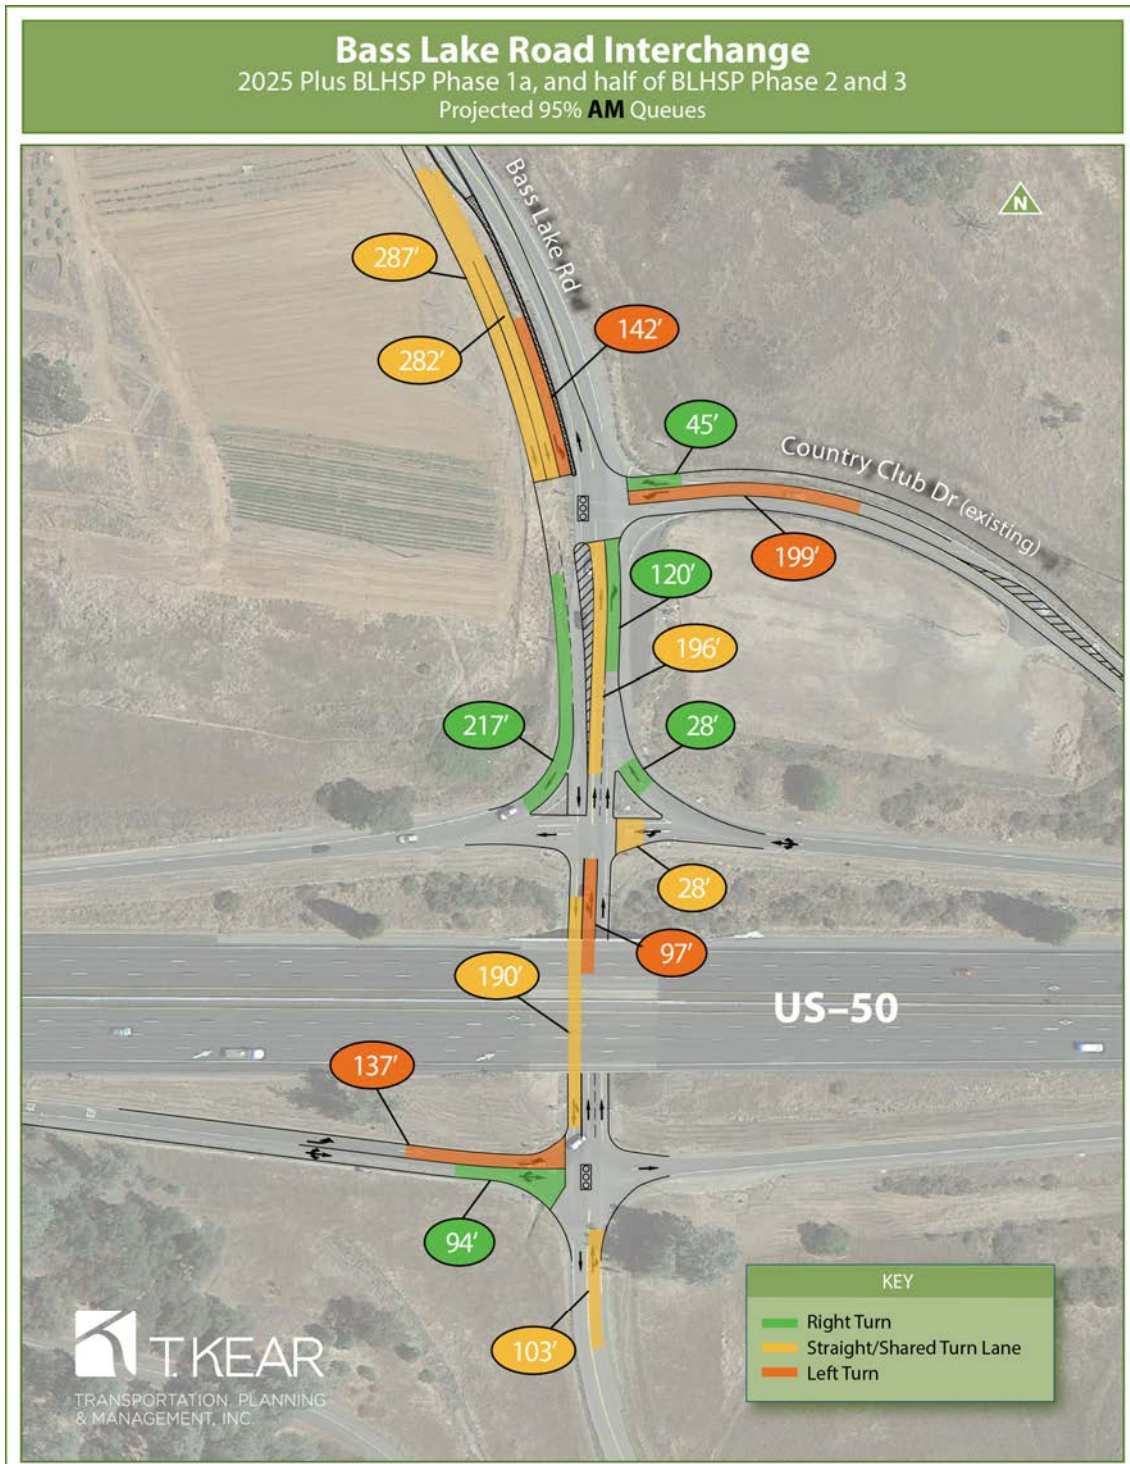 Bass Lake Road Interchange
2025 Plus BLHSP Phase 1a, and half of BLHSP Phase 2 and 3
Projected 95% AM Queues
Bass Lake Rd
N
287’
282’
142’
45’
Country Club Dr (existing)
199’
120’
196’
217’
28’
28’
97’
190’
US–50
137’
94’
103’
KEY
Right Turn
Straight/Shared Turn Lane
Left Turn
T. KEAR
TRANSPORTATION PLANNING
& MANAGEMENT, INC.